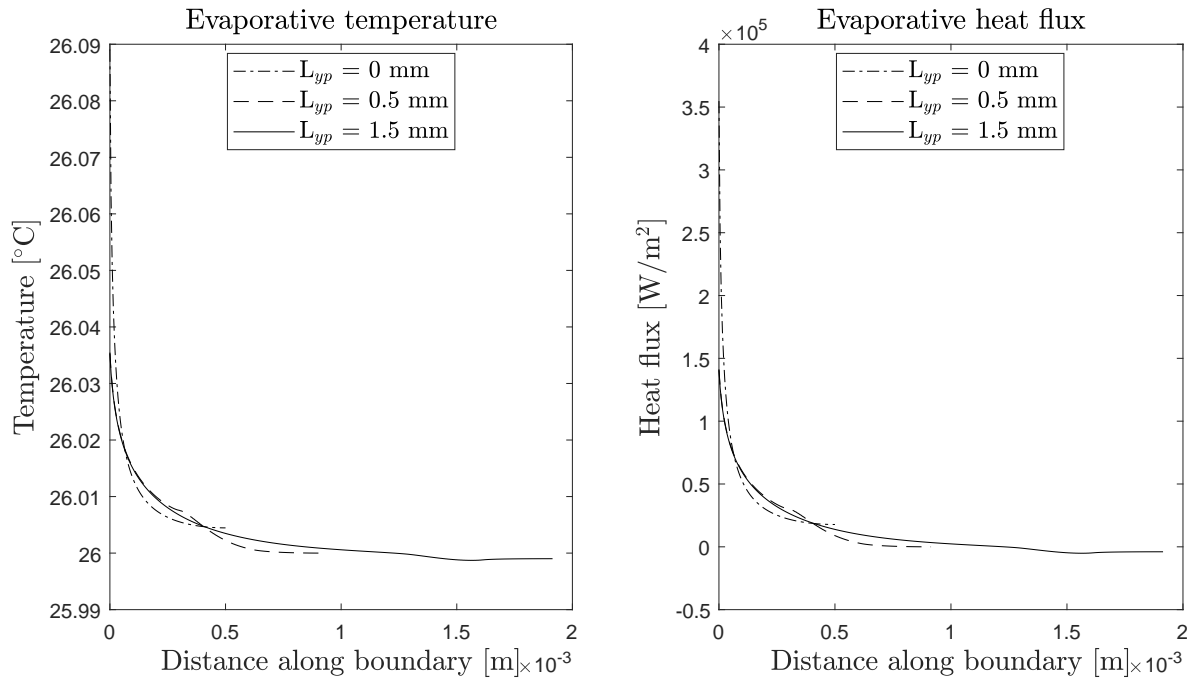 Evaporative temperature
26.09
26.08
26.07
26.06
26.05
26.04
26.03
26.02
26.01
26
25.99
Temperature [°C]
L_yp = 0 mm
L_yp = 0.5 mm
L_yp = 1.5 mm
0 0.5 1 1.5 2
Distance along boundary [m] ×10⁻³
Evaporative heat flux
×10⁵
4
3.5
3
2.5
2
1.5
1
0.5
0
-0.5
Heat flux [W/m²]
L_yp = 0 mm
L_yp = 0.5 mm
L_yp = 1.5 mm
0 0.5 1 1.5 2
Distance along boundary [m] ×10⁻³